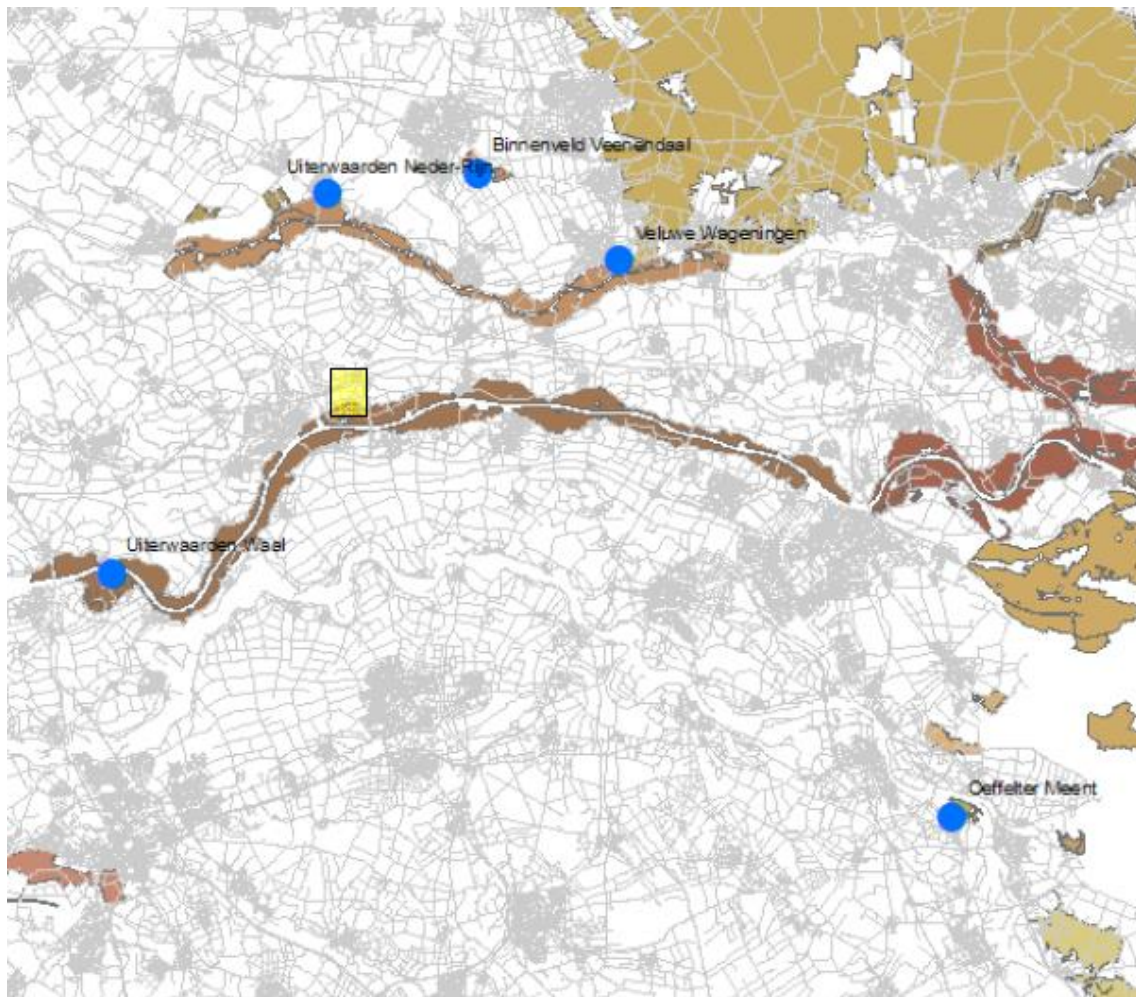 Binnenveld Veenendaal
Uiterwaarden Neder-Rijn
Veluwe Wageningen
Uiterwaarden Waal
Oeffelter Meent